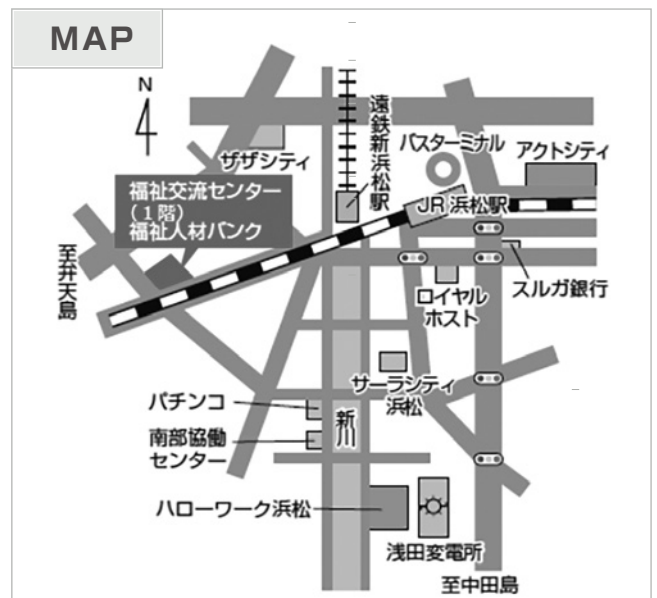 MAP
N
ザザシティ
遠鉄新浜松駅
バスターミナル
アクトシティ
JR浜松駅
福祉交流センター
(1階)
福祉人材バンク
至弁天島
ロイヤル
ホスト
スルガ銀行
サーラシティ
浜松
パチンコ
新川
南部協働
センター
ハローワーク浜松
浅田変電所
至中田島